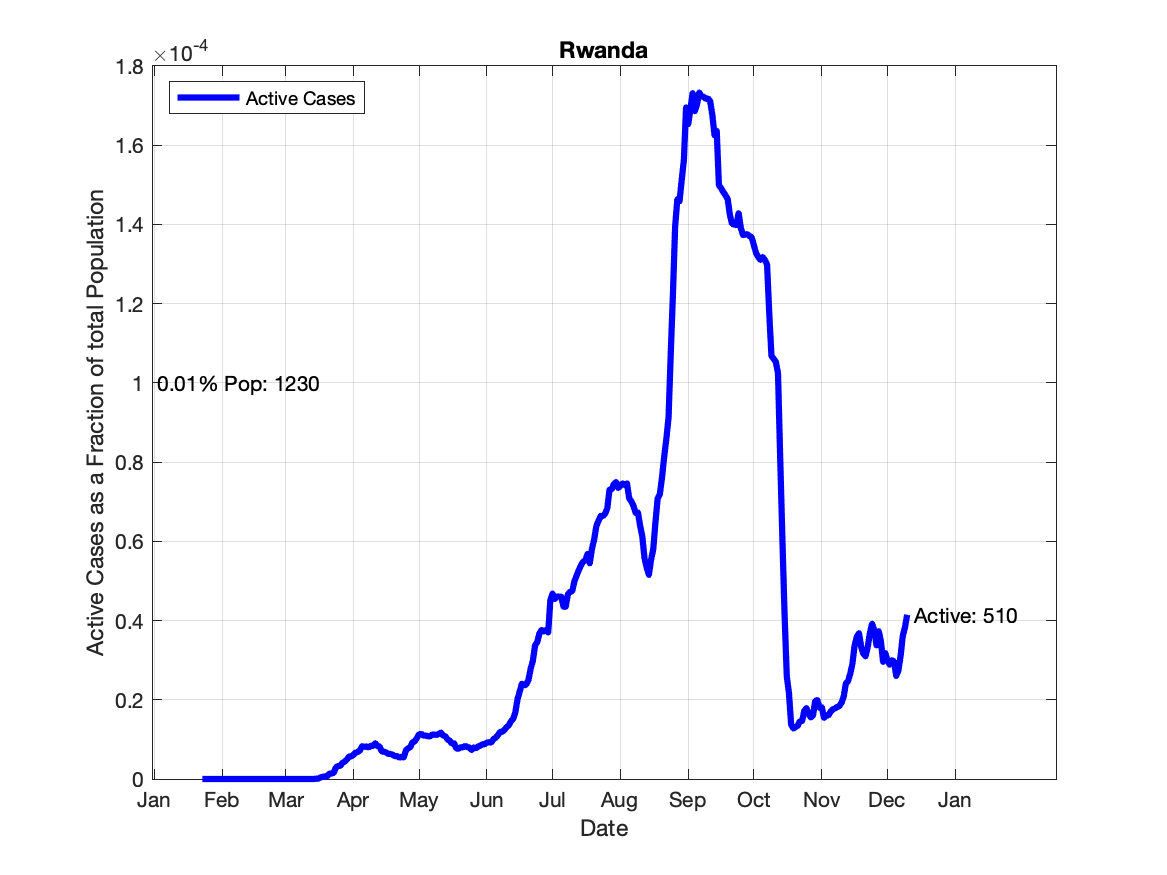 Rwanda
×10-4
Active Cases
Active Cases as a Fraction of total Population
1.8
1.6
1.4
1.2
1
0.8
0.6
0.4
0.2
0
0.01% Pop: 1230
Active: 510
Jan Feb Mar Apr May Jun Jul Aug Sep Oct Nov Dec Jan
Date